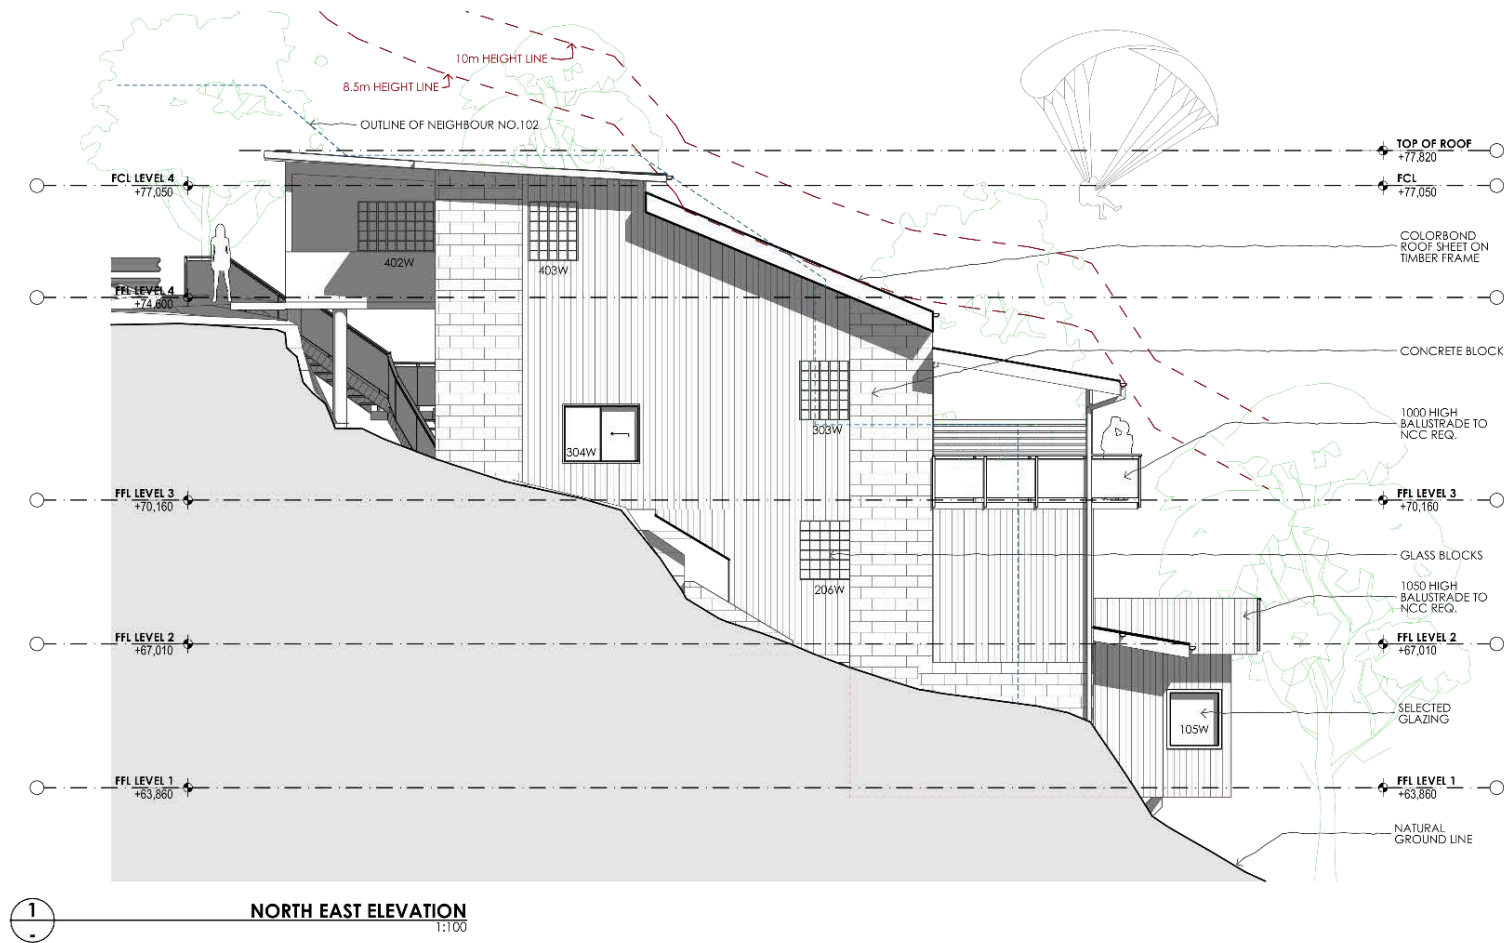 10m HEIGHT LINE
8.5m HEIGHT LINE
OUTLINE OF NEIGHBOUR NO.102
TOP OF ROOF
+77,820
FCL LEVEL 4
+77,050
FCL
+77,050
COLORBOND
ROOF SHEET ON
TIMBER FRAME
402W
403W
FFL LEVEL 4
+74,600
CONCRETE BLOCK
1000 HIGH
BALUSTRADE TO
NCC REQ.
303W
304W
FFL LEVEL 3
+70,160
FFL LEVEL 3
+70,160
GLASS BLOCKS
206W
1050 HIGH
BALUSTRADE TO
NCC REQ.
FFL LEVEL 2
+67,010
FFL LEVEL 2
+67,010
SELECTED
GLAZING
105W
FFL LEVEL 1
+63,860
FFL LEVEL 1
+63,860
NATURAL
GROUND LINE
1
-
NORTH EAST ELEVATION
1:100